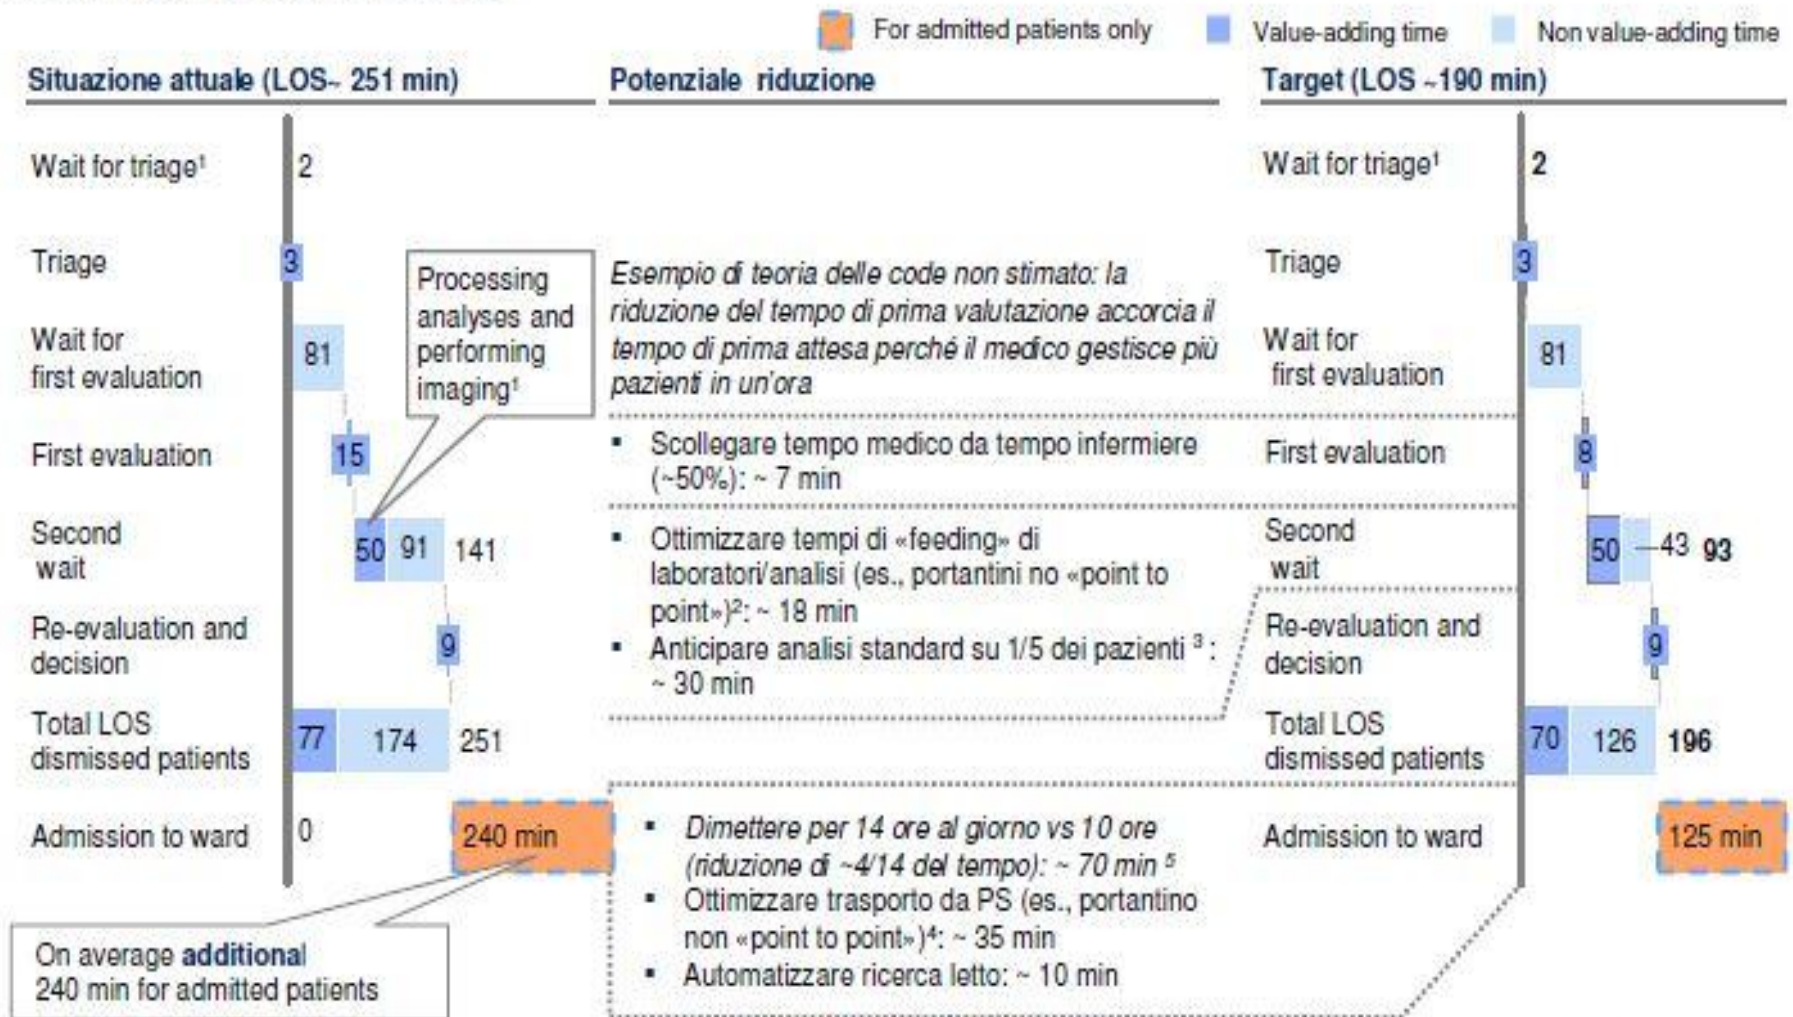 For admitted patients only
Value-adding time
Non value-adding time
Situazione attuale (LOS~ 251 min)
Potenziale riduzione
Target (LOS ~190 min)
Wait for triage¹
2
Triage
3
Wait for
first evaluation
81
First evaluation
15
Second
wait
50
91
141
Re-evaluation and
decision
9
Total LOS
dismissed patients
77
174
251
Admission to ward
0
240 min
Processing
analyses and
performing
imaging¹
On average additional
240 min for admitted patients
Esempio di teoria delle code non stimato: la
riduzione del tempo di prima valutazione accorcia il
tempo di prima attesa perché il medico gestisce più
pazienti in un'ora
▪ Scollegare tempo medico da tempo infermiere
(~50%): ~ 7 min
▪ Ottimizzare tempi di «feeding» di
laboratori/analisi (es., portantini no «point to
point»)²: ~ 18 min
▪ Anticipare analisi standard su 1/5 dei pazienti ³ :
~ 30 min
▪ Dimettere per 14 ore al giorno vs 10 ore
(riduzione di ~4/14 del tempo): ~ 70 min ⁵
▪ Ottimizzare trasporto da PS (es., portantino
non «point to point»)⁴: ~ 35 min
▪ Automatizzare ricerca letto: ~ 10 min
Wait for triage¹
2
Triage
3
Wait for
first evaluation
81
First evaluation
8
Second
wait
50
43
93
Re-evaluation and
decision
9
Total LOS
dismissed patients
70
126
196
Admission to ward
125 min